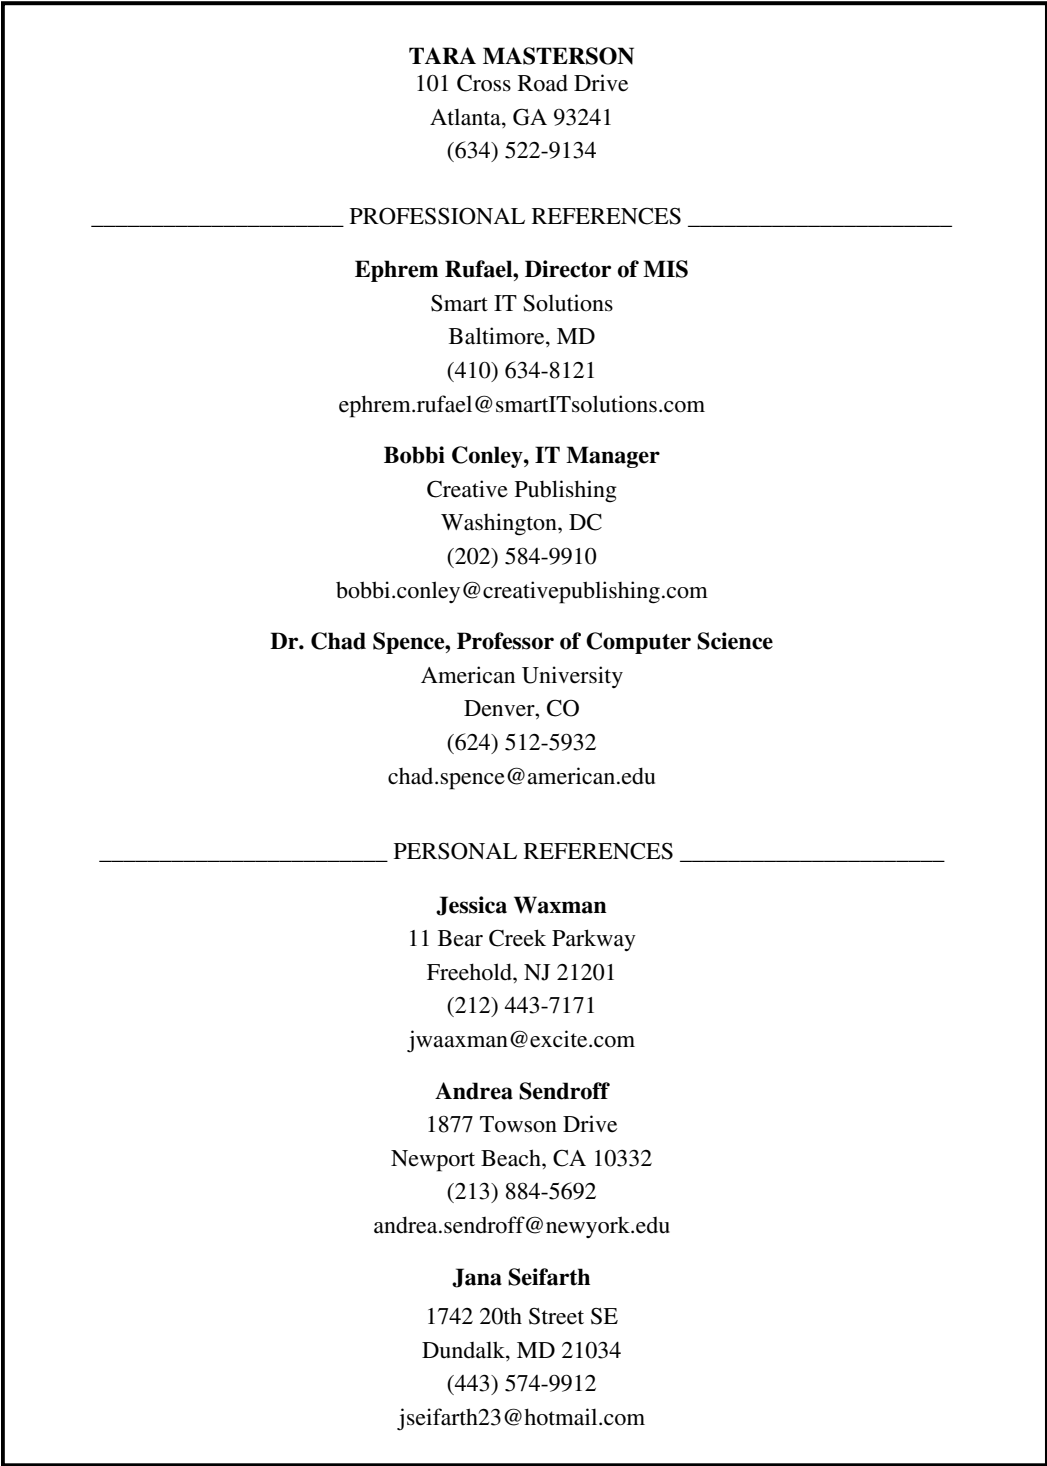 TARA MASTERSON
101 Cross Road Drive
Atlanta, GA 93241
(634) 522-9134
_____________________ PROFESSIONAL REFERENCES ______________________
Ephrem Rufael, Director of MIS
Smart IT Solutions
Baltimore, MD
(410) 634-8121
ephrem.rufael@smartITsolutions.com
Bobbi Conley, IT Manager
Creative Publishing
Washington, DC
(202) 584-9910
bobbi.conley@creativepublishing.com
Dr. Chad Spence, Professor of Computer Science
American University
Denver, CO
(624) 512-5932
chad.spence@american.edu
________________________ PERSONAL REFERENCES ______________________
Jessica Waxman
11 Bear Creek Parkway
Freehold, NJ 21201
(212) 443-7171
jwaaxman@excite.com
Andrea Sendroff
1877 Towson Drive
Newport Beach, CA 10332
(213) 884-5692
andrea.sendroff@newyork.edu
Jana Seifarth
1742 20th Street SE
Dundalk, MD 21034
(443) 574-9912
jseifarth23@hotmail.com